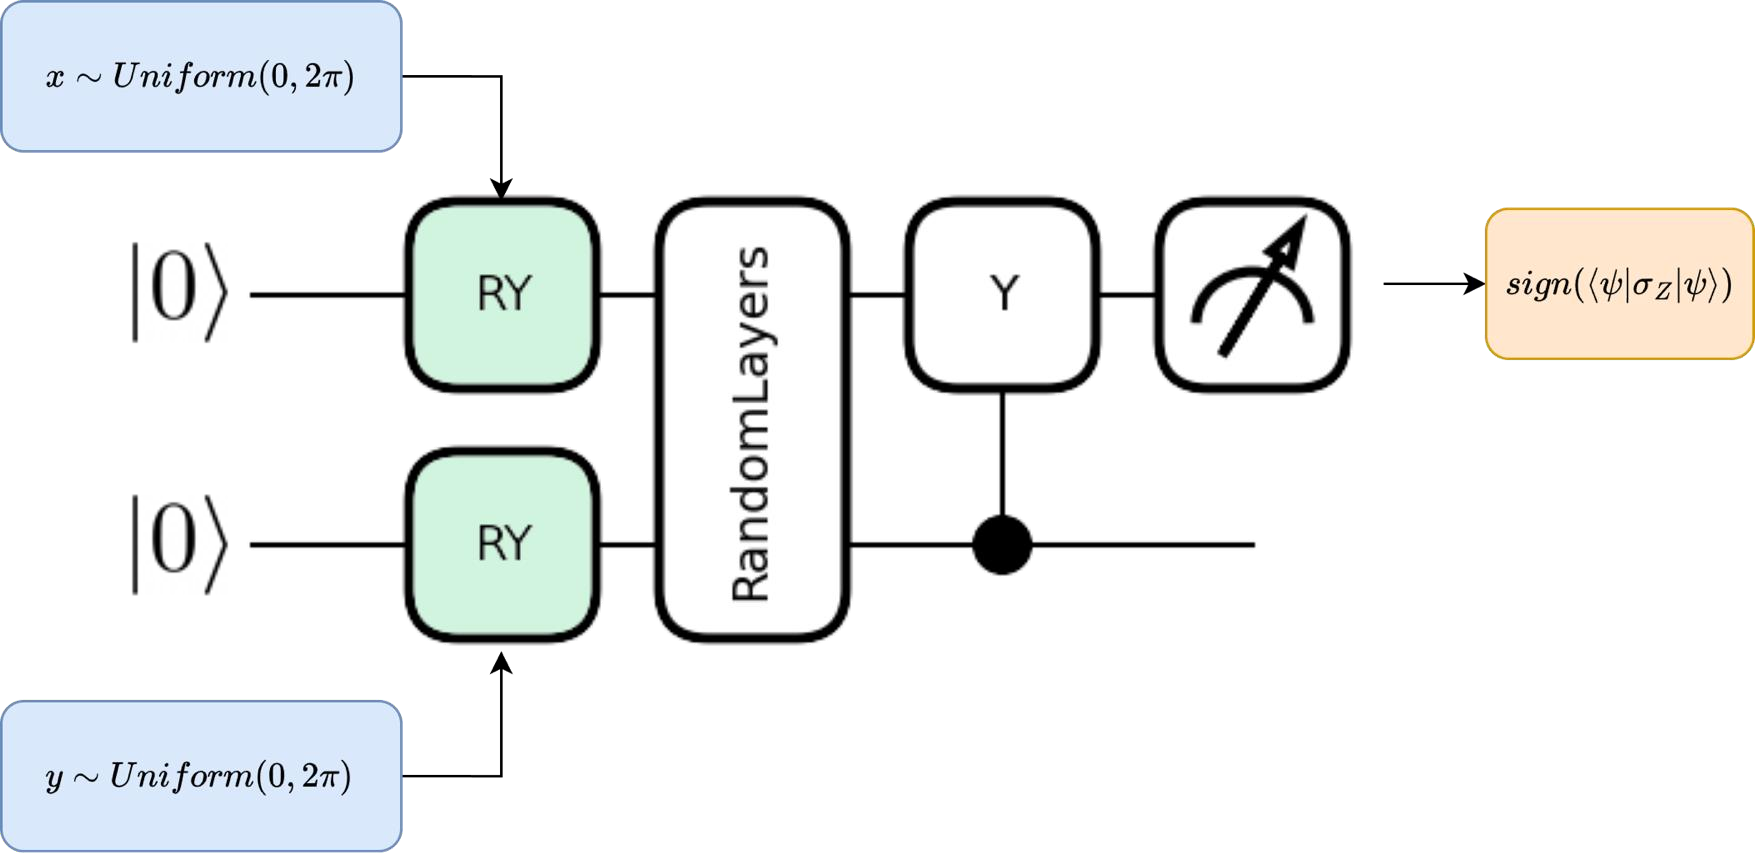 x ∼ Uniform(0, 2π)
|0⟩
RY
RandomLayers
Y
sign(⟨ψ|σ_Z|ψ⟩)
|0⟩
RY
y ∼ Uniform(0, 2π)